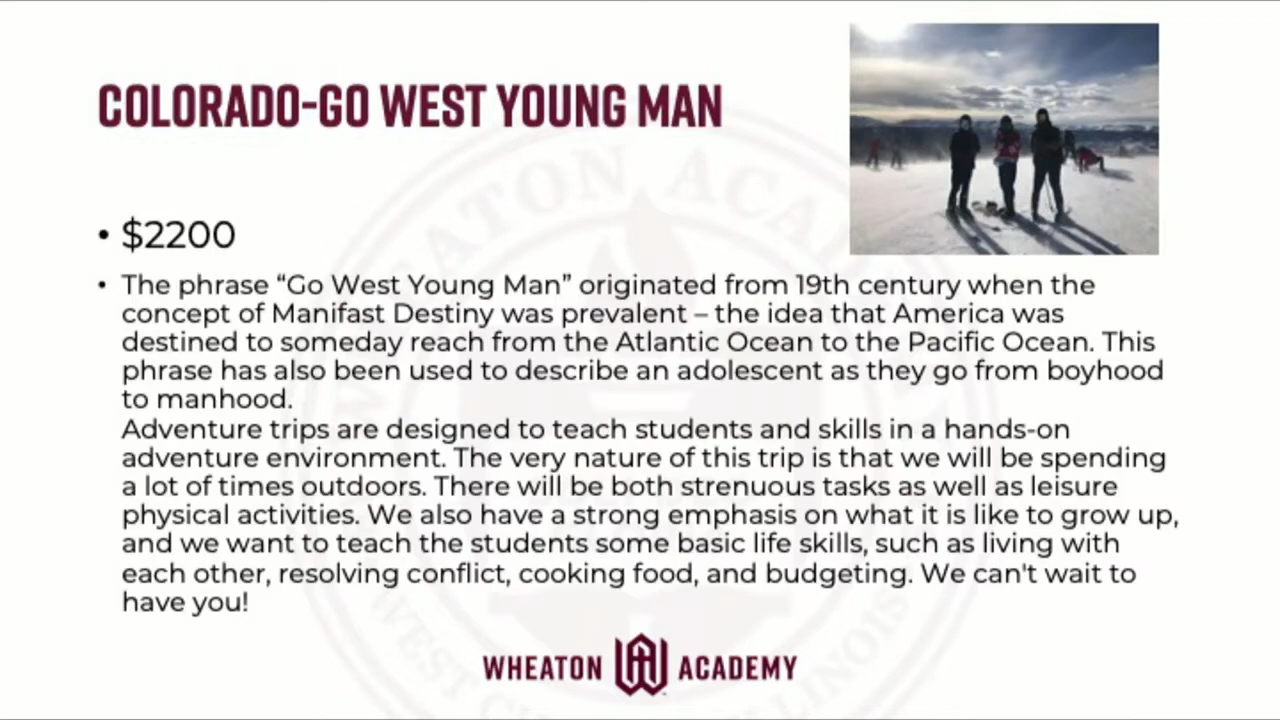 COLORADO-GO WEST YOUNG MAN
• $2200
• The phrase “Go West Young Man” originated from 19th century when the
concept of Manifast Destiny was prevalent – the idea that America was
destined to someday reach from the Atlantic Ocean to the Pacific Ocean. This
phrase has also been used to describe an adolescent as they go from boyhood
to manhood.
Adventure trips are designed to teach students and skills in a hands-on
adventure environment. The very nature of this trip is that we will be spending
a lot of times outdoors. There will be both strenuous tasks as well as leisure
physical activities. We also have a strong emphasis on what it is like to grow up,
and we want to teach the students some basic life skills, such as living with
each other, resolving conflict, cooking food, and budgeting. We can't wait to
have you!
WHEATON ACADEMY